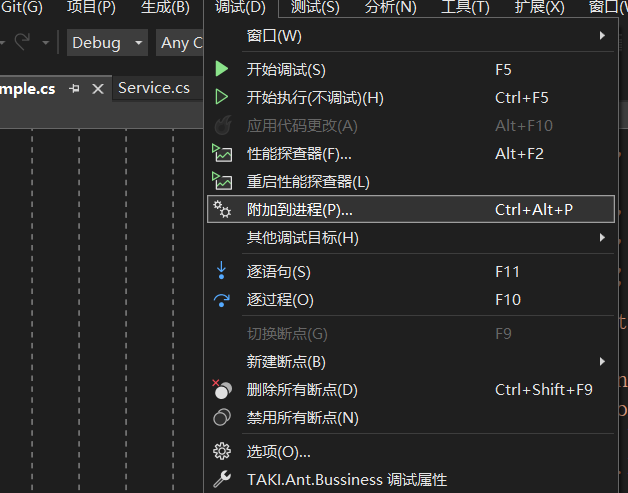 Git(G) 项目(P) 生成(B) 调试(D) 测试(S) 分析(N) 工具(T) 扩展(X) 窗口(W
Debug Any C
mple.cs Service.cs
窗口(W)
开始调试(S) F5
开始执行(不调试)(H) Ctrl+F5
应用代码更改(A) Alt+F10
性能探查器(F)... Alt+F2
重启性能探查器(L)
附加到进程(P)... Ctrl+Alt+P
其他调试目标(H)
逐语句(S) F11
逐过程(O) F10
切换断点(G) F9
新建断点(B)
删除所有断点(D) Ctrl+Shift+F9
禁用所有断点(N)
选项(O)...
TAKI.Ant.Bussiness 调试属性